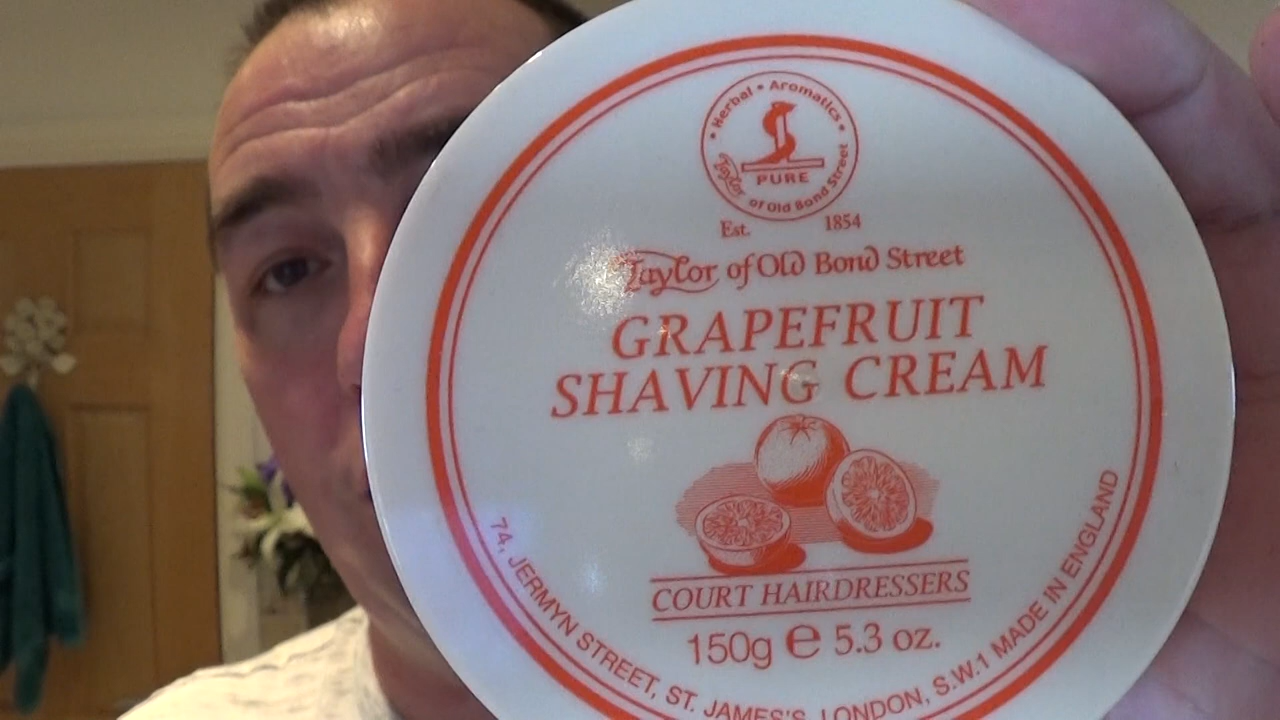 Herbal • Aromatics •
PURE
Taylor of Old Bond Street
Est. 1854
Taylor of Old Bond Street
GRAPEFRUIT
SHAVING CREAM
COURT HAIRDRESSERS
150g e 5.3 oz.
74, JERMYN STREET, ST. JAMES'S, LONDON, S.W.1 MADE IN ENGLAND